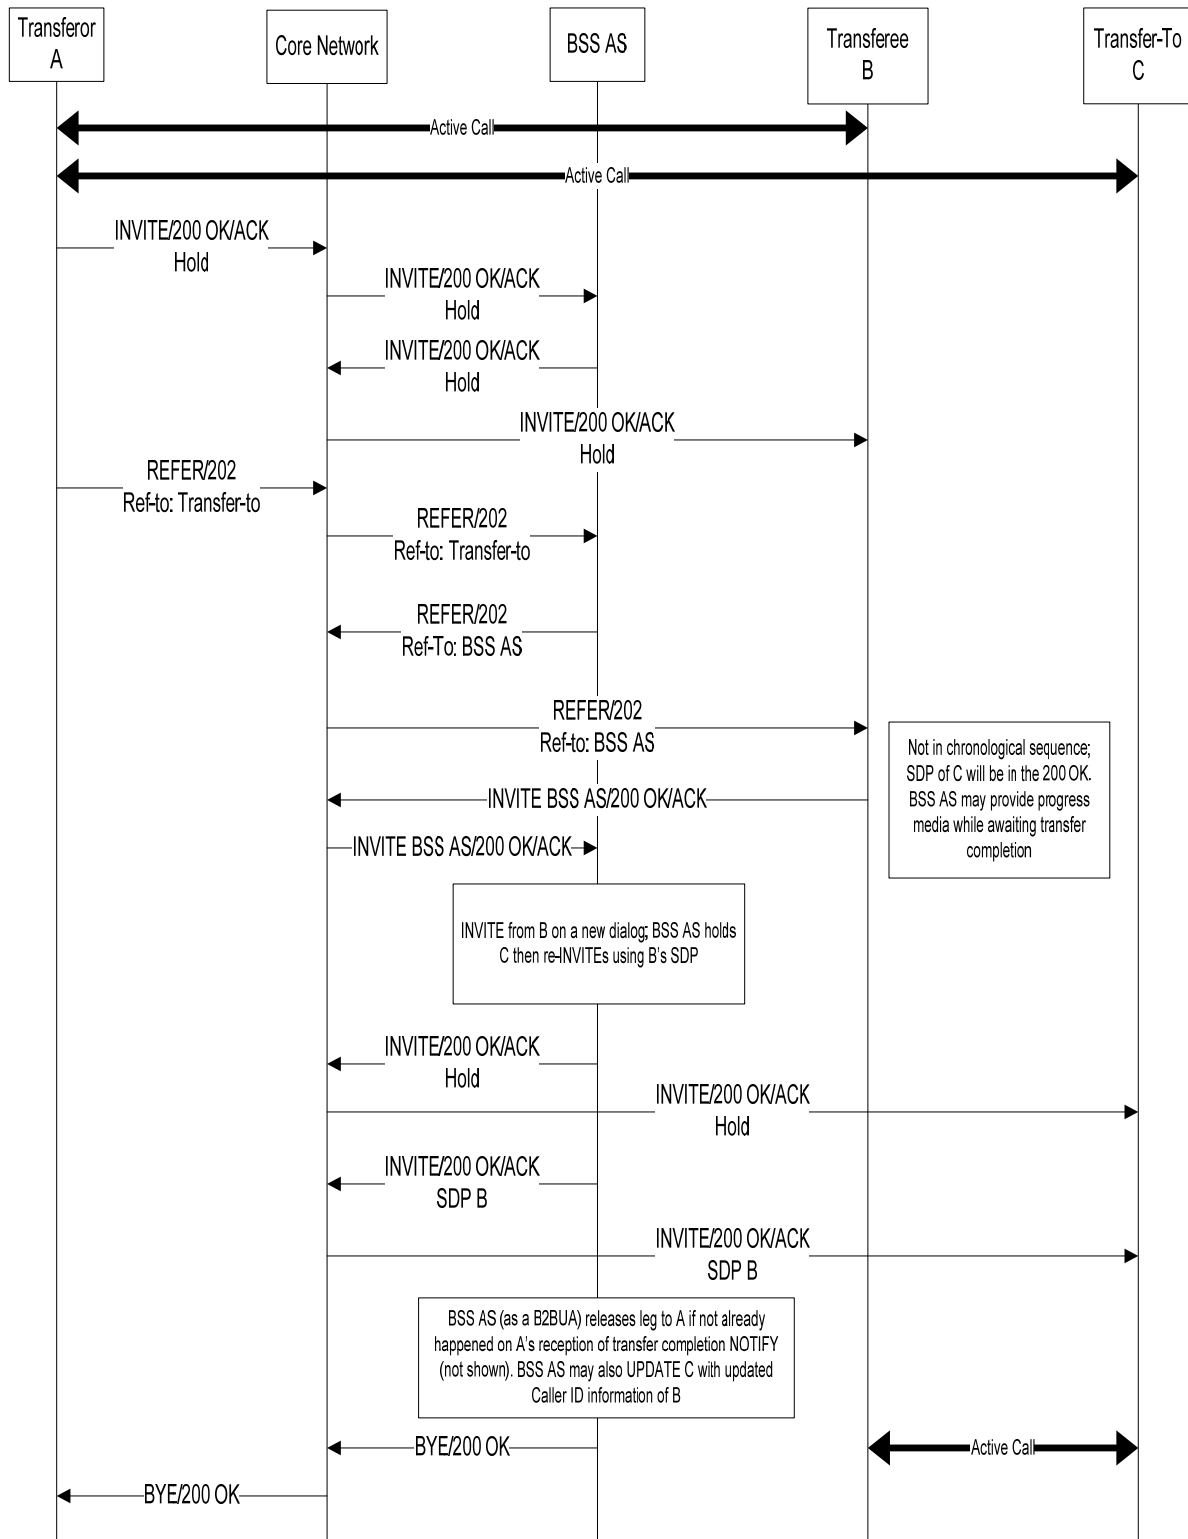 Transferor
A
Core Network
BSS AS
Transferee
B
Transfer-To
C
Active Call
Active Call
INVITE/200 OK/ACK
Hold
INVITE/200 OK/ACK
Hold
INVITE/200 OK/ACK
Hold
INVITE/200 OK/ACK
Hold
REFER/202
Ref-to: Transfer-to
REFER/202
Ref-to: Transfer-to
REFER/202
Ref-To: BSS AS
REFER/202
Ref-to: BSS AS
Not in chronological sequence;
SDP of C will be in the 200 OK.
BSS AS may provide progress
media while awaiting transfer
completion
INVITE BSS AS/200 OK/ACK
INVITE BSS AS/200 OK/ACK
INVITE from B on a new dialog; BSS AS holds
C then re-INVITEs using B's SDP
INVITE/200 OK/ACK
Hold
INVITE/200 OK/ACK
Hold
INVITE/200 OK/ACK
SDP B
INVITE/200 OK/ACK
SDP B
BSS AS (as a B2BUA) releases leg to A if not already
happened on A's reception of transfer completion NOTIFY
(not shown). BSS AS may also UPDATE C with updated
Caller ID information of B
BYE/200 OK
Active Call
BYE/200 OK